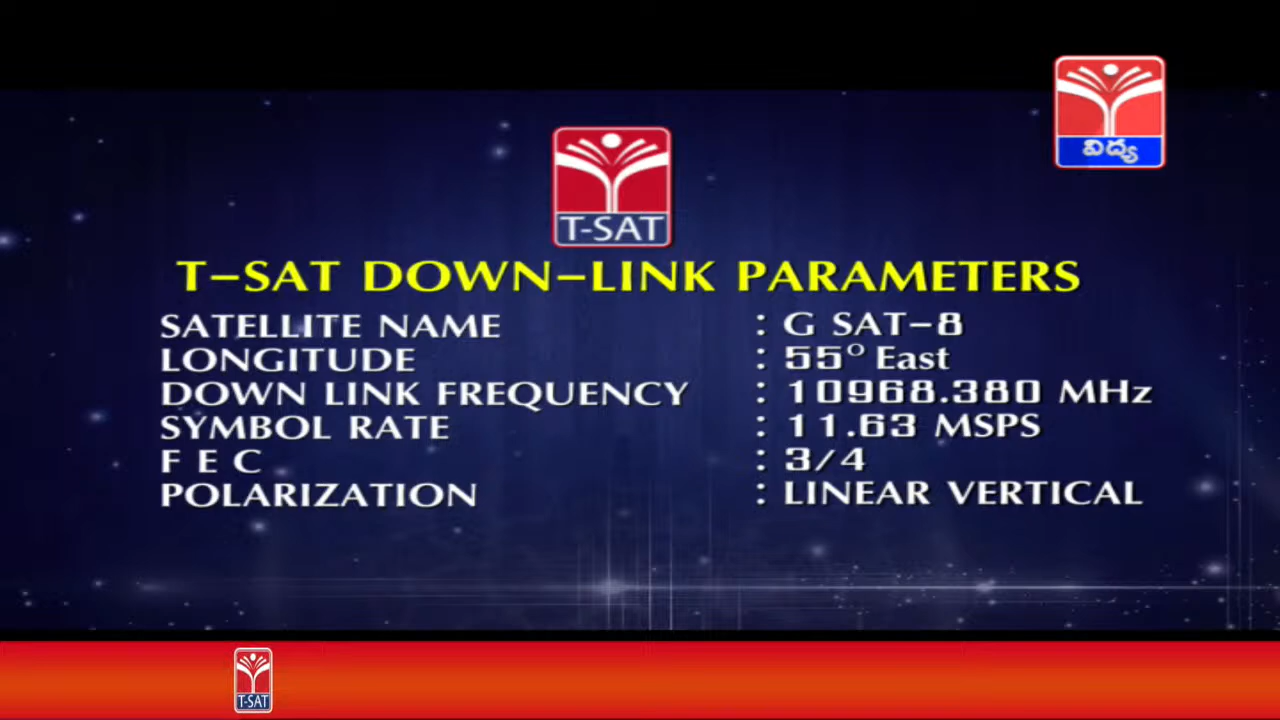 విద్య
T-SAT
T-SAT DOWN-LINK PARAMETERS
SATELLITE NAME : G SAT-8
LONGITUDE : 55° East
DOWN LINK FREQUENCY : 10968.380 MHz
SYMBOL RATE : 11.63 MSPS
F E C : 3/4
POLARIZATION : LINEAR VERTICAL
T-SAT